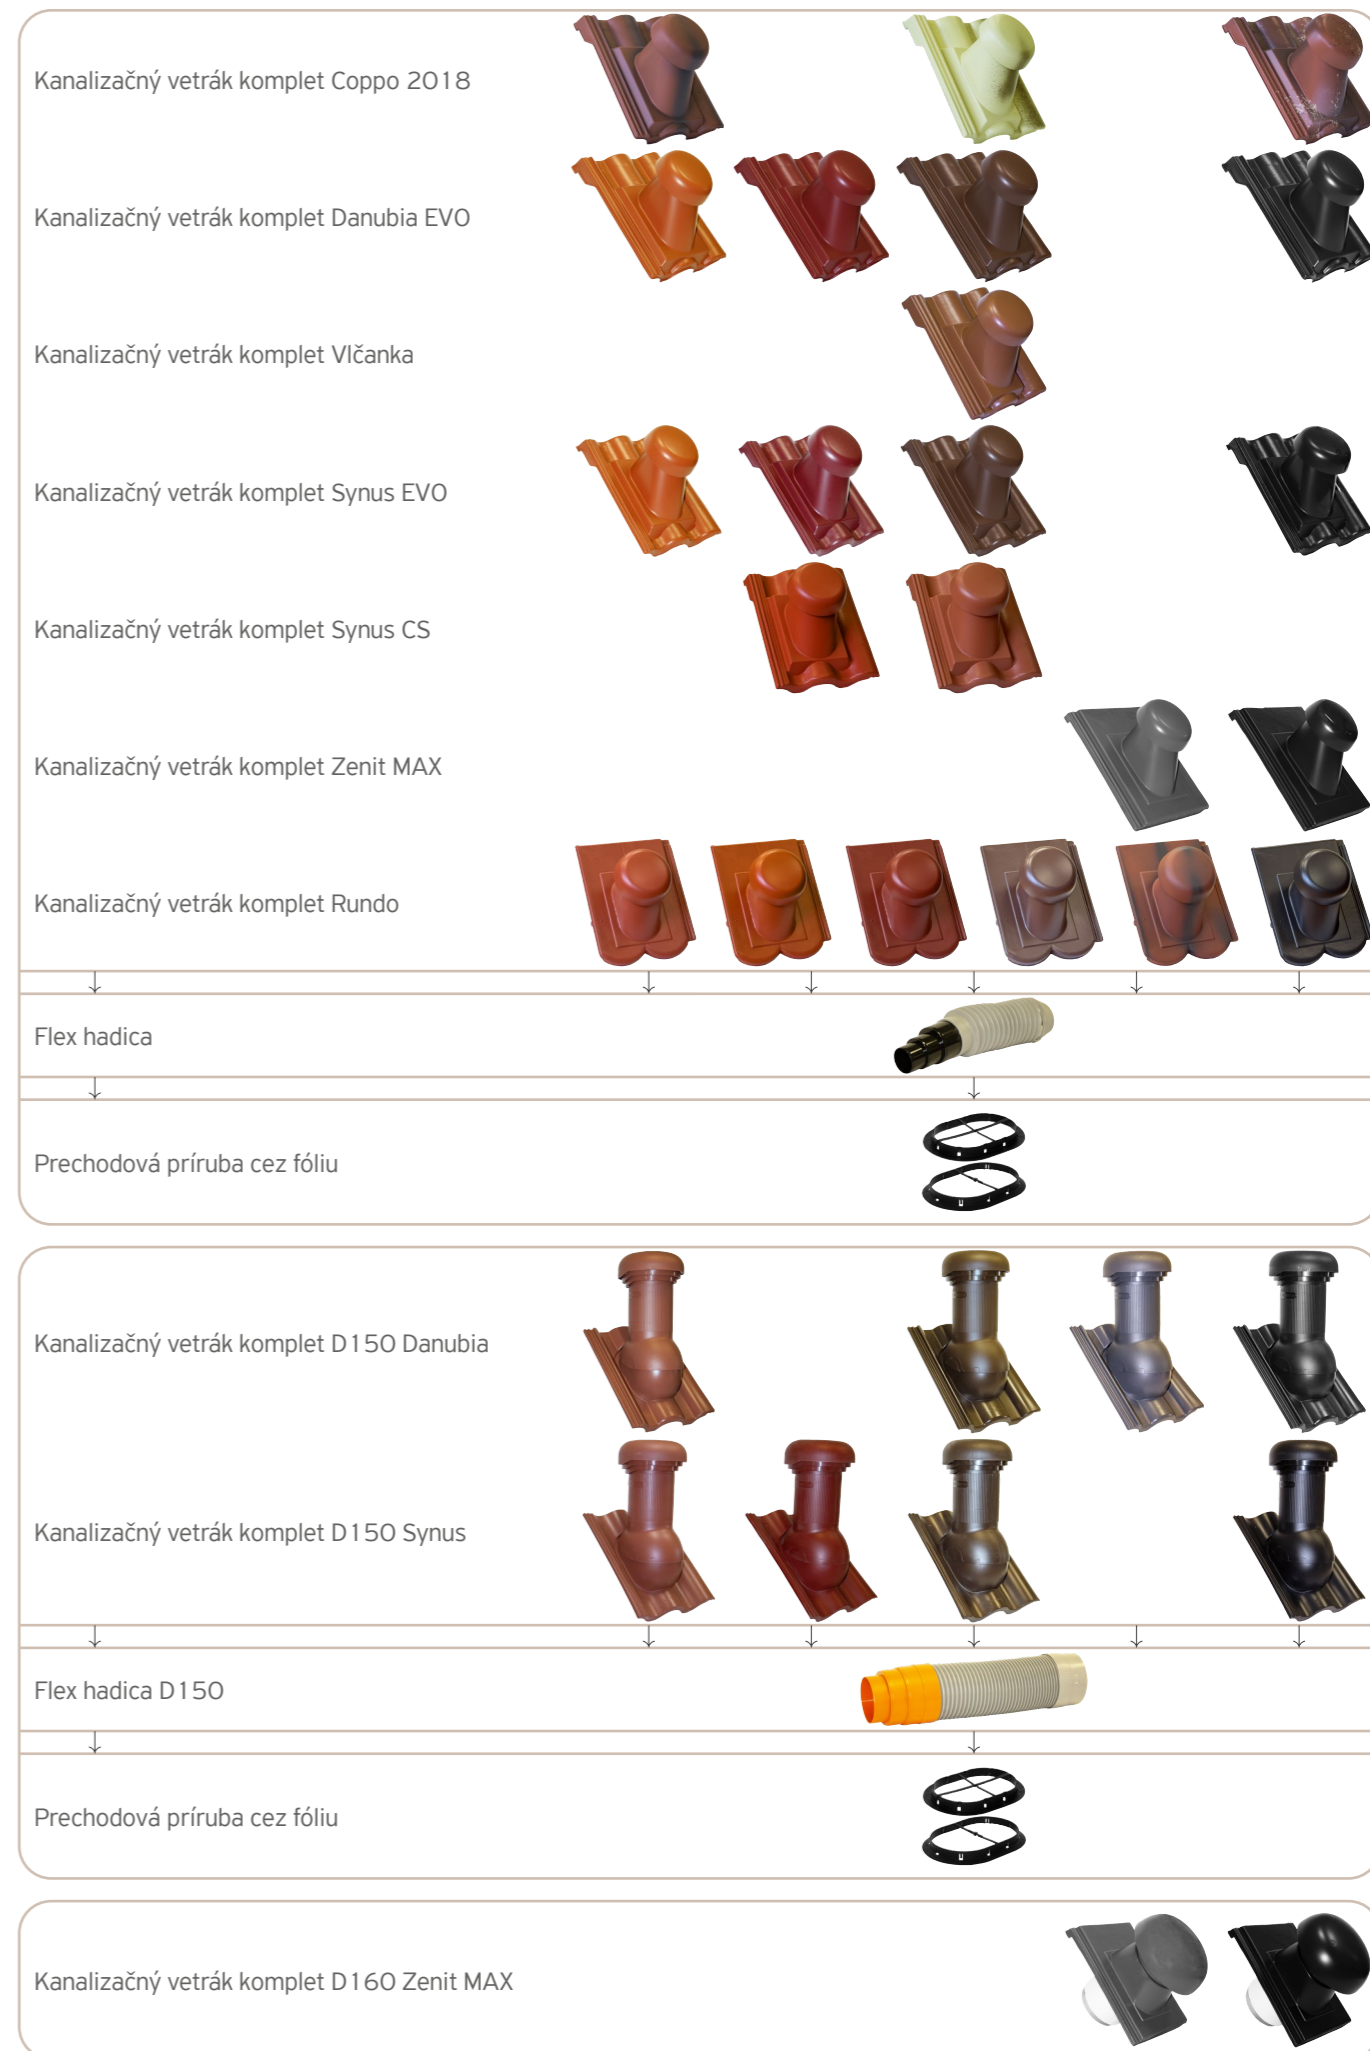 Kanalizačný vetrák komplet Coppo 2018
Kanalizačný vetrák komplet Danubia EVO
Kanalizačný vetrák komplet Vlčanka
Kanalizačný vetrák komplet Synus EVO
Kanalizačný vetrák komplet Synus CS
Kanalizačný vetrák komplet Zenit MAX
Kanalizačný vetrák komplet Rundo
Flex hadica
Prechodová príruba cez fóliu
Kanalizačný vetrák komplet D150 Danubia
Kanalizačný vetrák komplet D150 Synus
Flex hadica D150
Prechodová príruba cez fóliu
Kanalizačný vetrák komplet D160 Zenit MAX